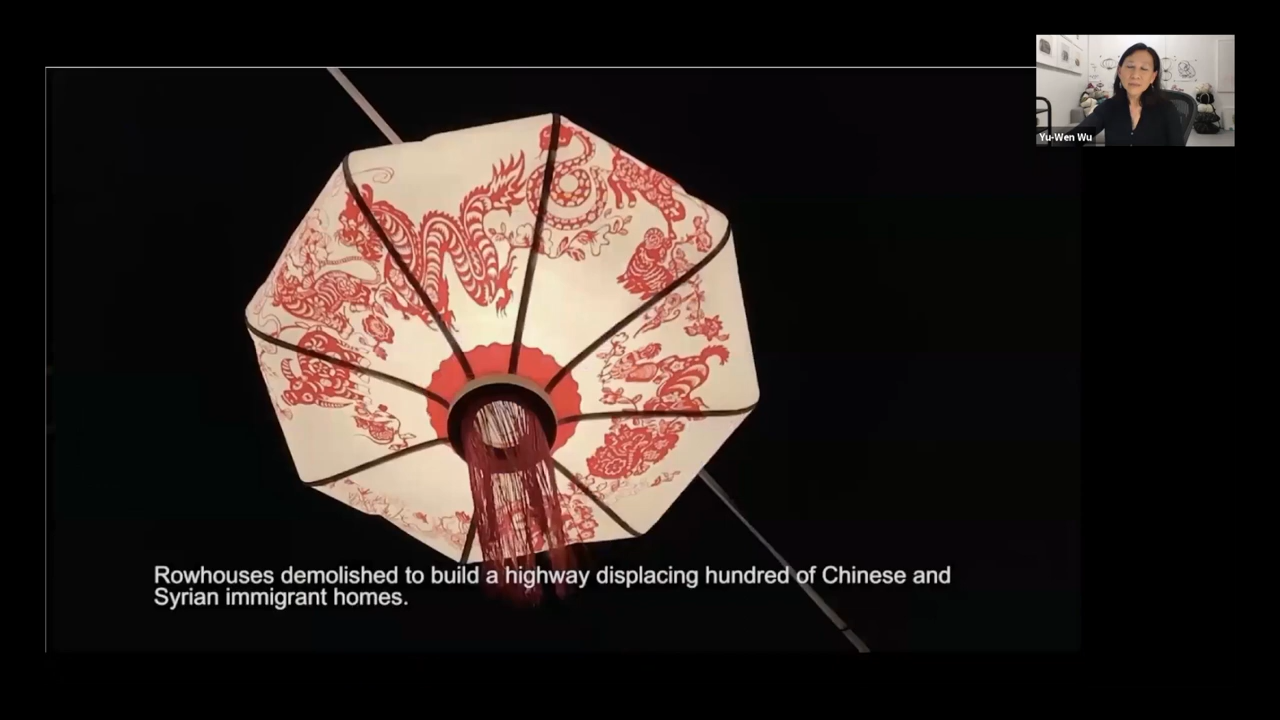 Yu-Wen Wu
Rowhouses demolished to build a highway displacing hundred of Chinese and
Syrian immigrant homes.